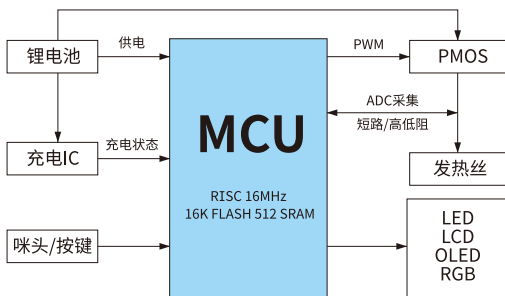 锂电池
供电
PWM
PMOS
MCU
ADC采集
短路/高低阻
充电IC
充电状态
发热丝
RISC 16MHz
16K FLASH 512 SRAM
咪头/按键
LED
LCD
OLED
RGB